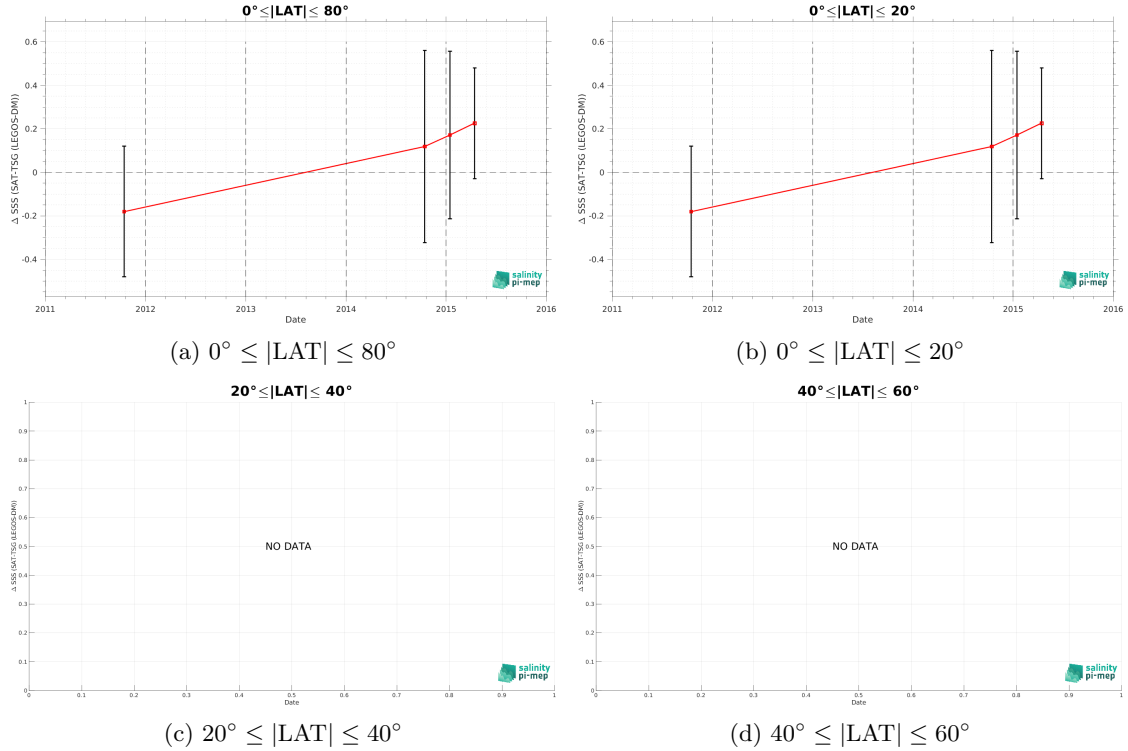 0°≤|LAT|≤ 80°
Δ SSS (SAT-TSG (LEGOS-DM))
0.6
0.4
0.2
0
-0.2
-0.4
2011 2012 2013 2014 2015 2016
Date
salinity
pi-mep
(a) 0° ≤ |LAT| ≤ 80°
0°≤|LAT|≤ 20°
Δ SSS (SAT-TSG (LEGOS-DM))
0.6
0.4
0.2
0
-0.2
-0.4
2011 2012 2013 2014 2015 2016
Date
salinity
pi-mep
(b) 0° ≤ |LAT| ≤ 20°
20°≤|LAT|≤ 40°
Δ SSS (SAT-TSG (LEGOS-DM))
1
0.9
0.8
0.7
0.6
0.5
0.4
0.3
0.2
0.1
0
NO DATA
0 0.1 0.2 0.3 0.4 0.5 0.6 0.7 0.8 0.9 1
Date
salinity
pi-mep
(c) 20° ≤ |LAT| ≤ 40°
40°≤|LAT|≤ 60°
Δ SSS (SAT-TSG (LEGOS-DM))
1
0.9
0.8
0.7
0.6
0.5
0.4
0.3
0.2
0.1
0
NO DATA
0 0.1 0.2 0.3 0.4 0.5 0.6 0.7 0.8 0.9 1
Date
salinity
pi-mep
(d) 40° ≤ |LAT| ≤ 60°